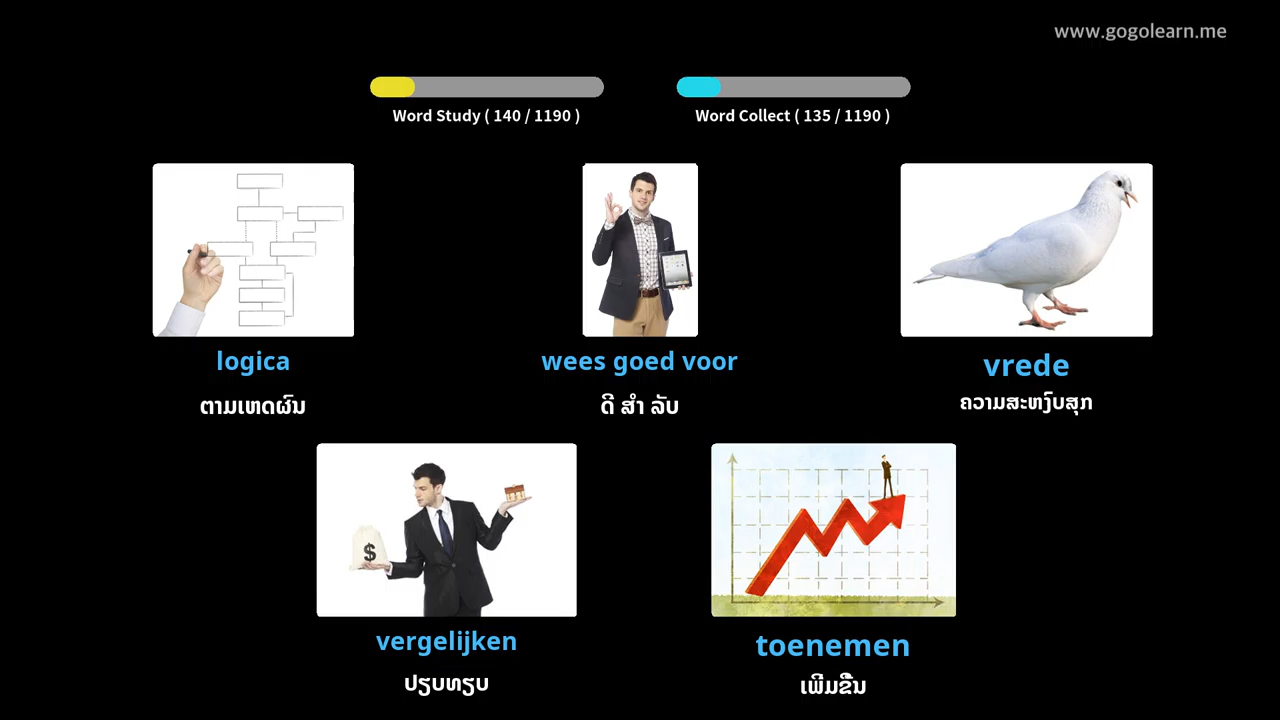 www.gogolearn.me
Word Study ( 140 / 1190 )
Word Collect ( 135 / 1190 )
logica
ຕາມເຫດຜົນ
wees goed voor
ດີ ສຳ ລັບ
vrede
ຄວາມສະຫງົບສຸກ
$
vergelijken
ປຽບທຽບ
toenemen
ເພີ່ມຂື້ນ